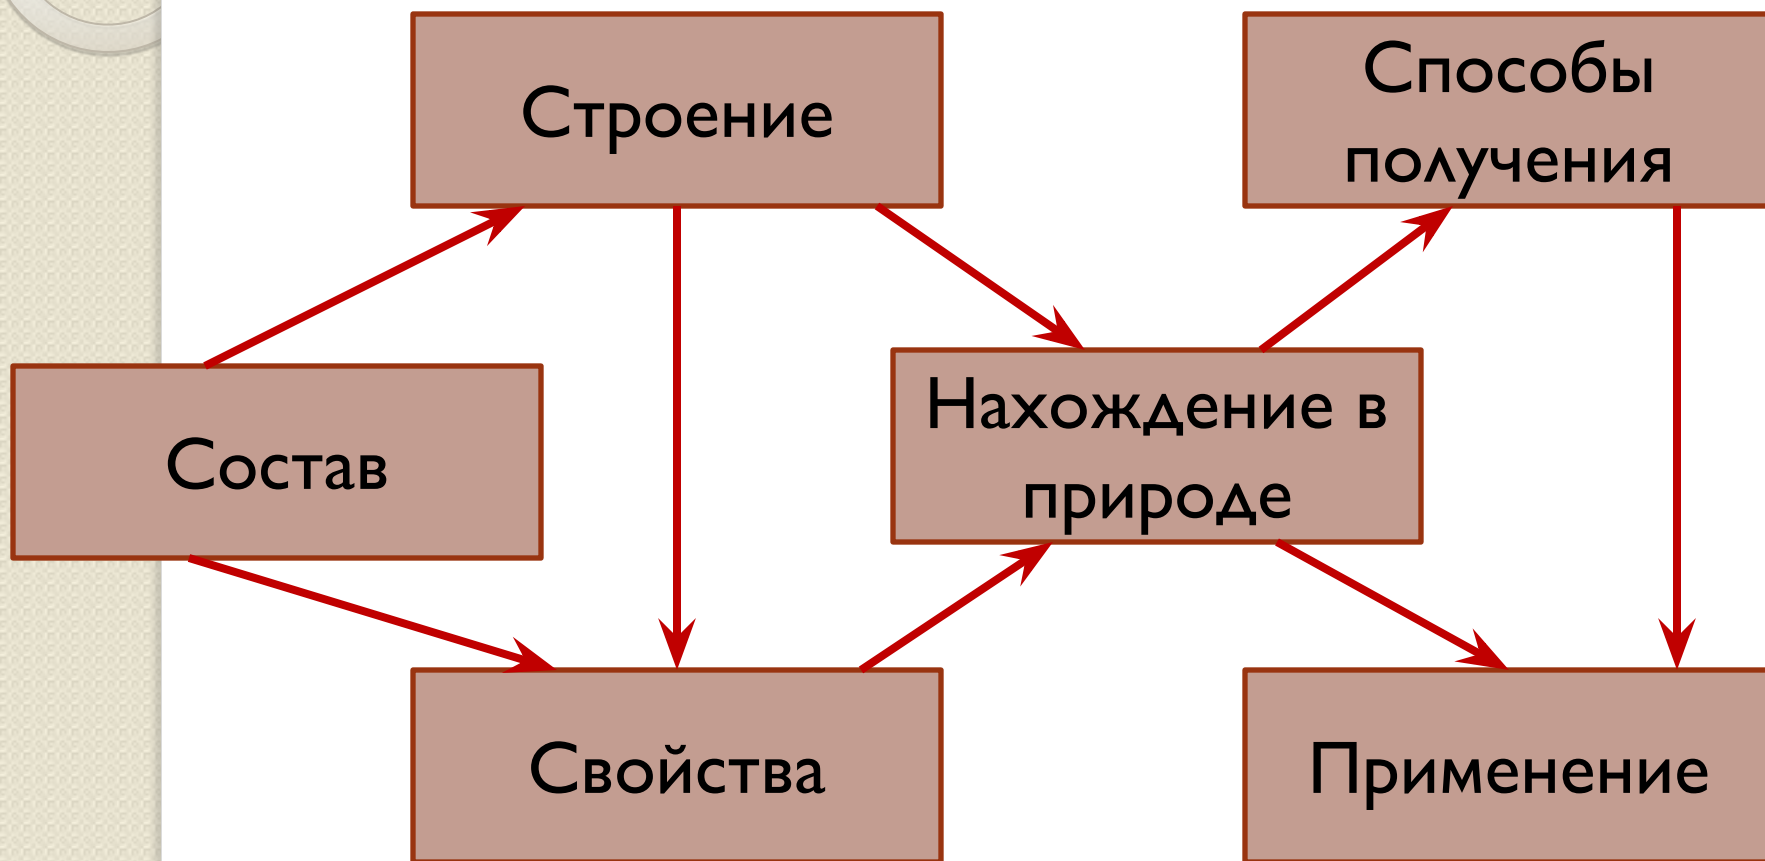 Строение
Способы
получения
Состав
Нахождение в
природе
Свойства
Применение